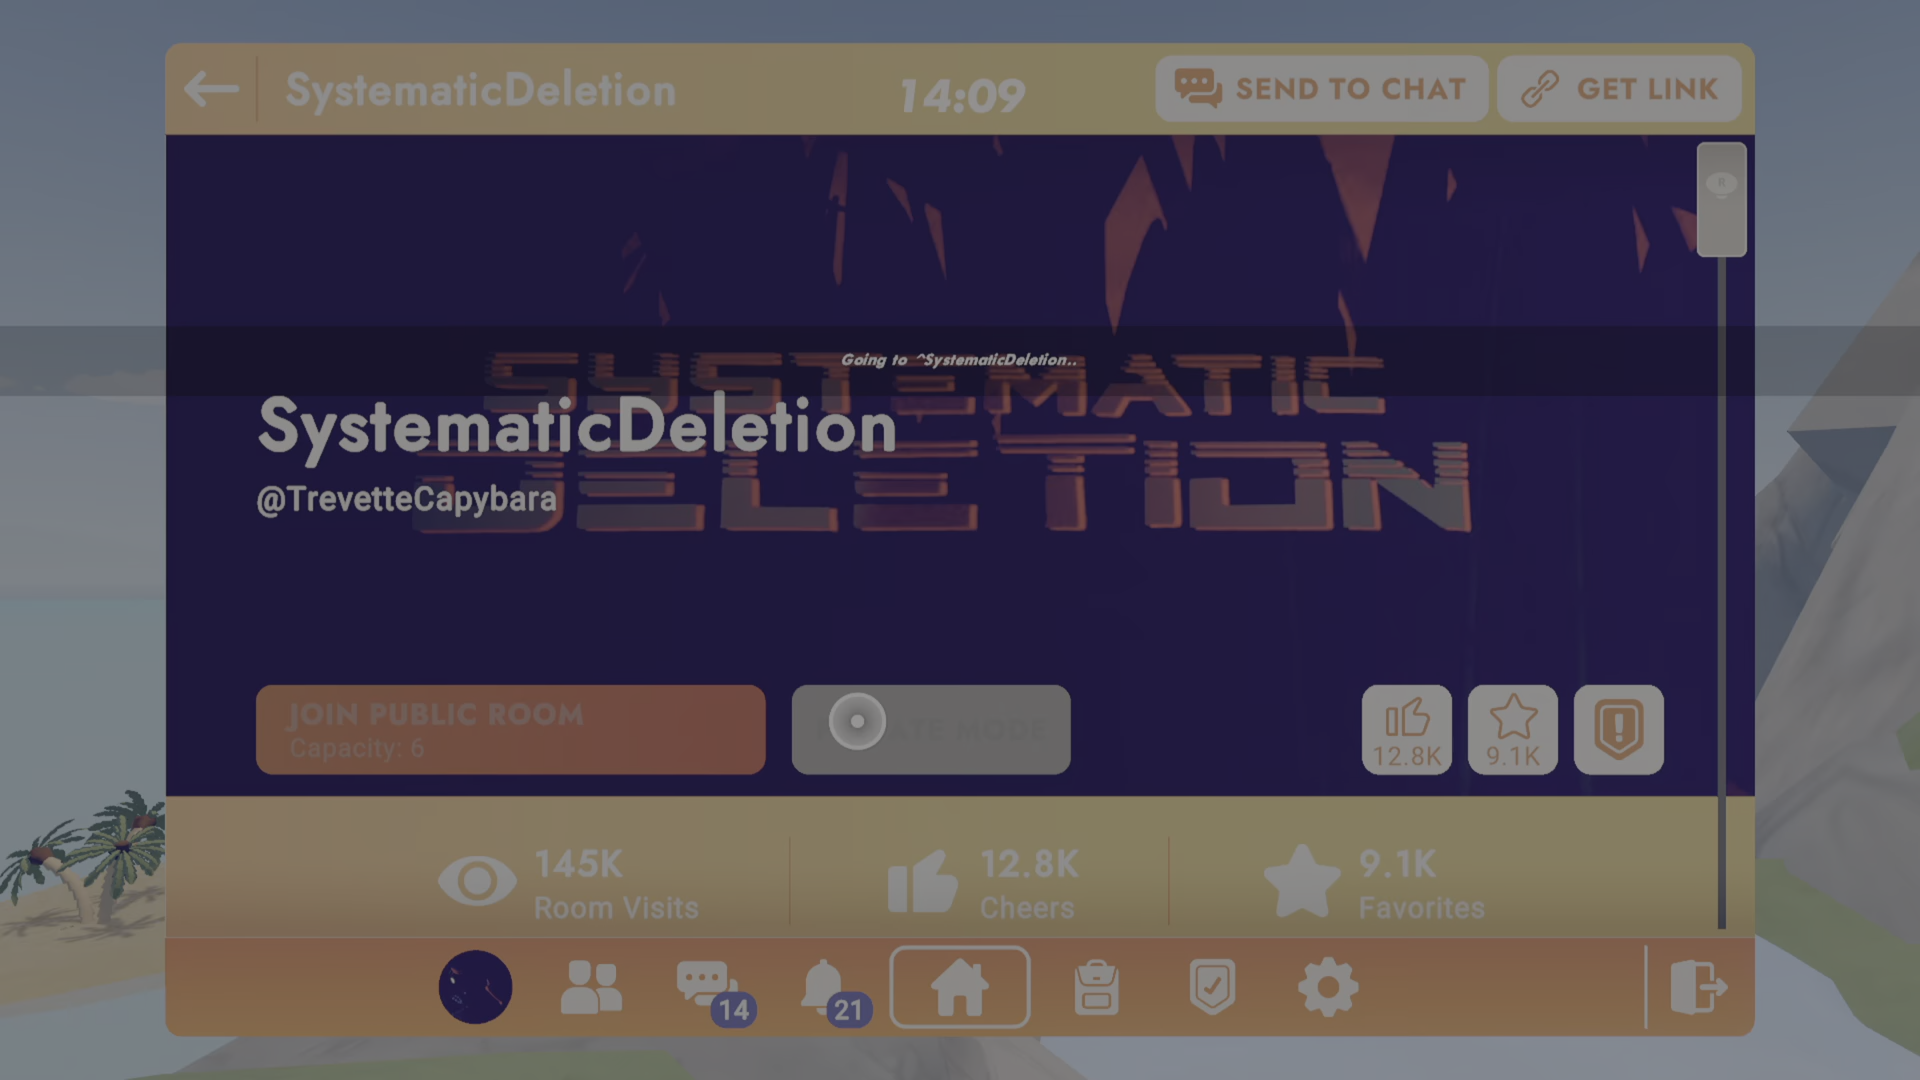 SystematicDeletion
14:09
SEND TO CHAT
GET LINK
R
Going to ^SystematicDeletion..
SYSTEMATIC
DELETION
SystematicDeletion
@TrevetteCapybara
JOIN PUBLIC ROOM
Capacity: 6
MODE
12.8K
9.1K
145K
Room Visits
12.8K
Cheers
9.1K
Favorites
14
21